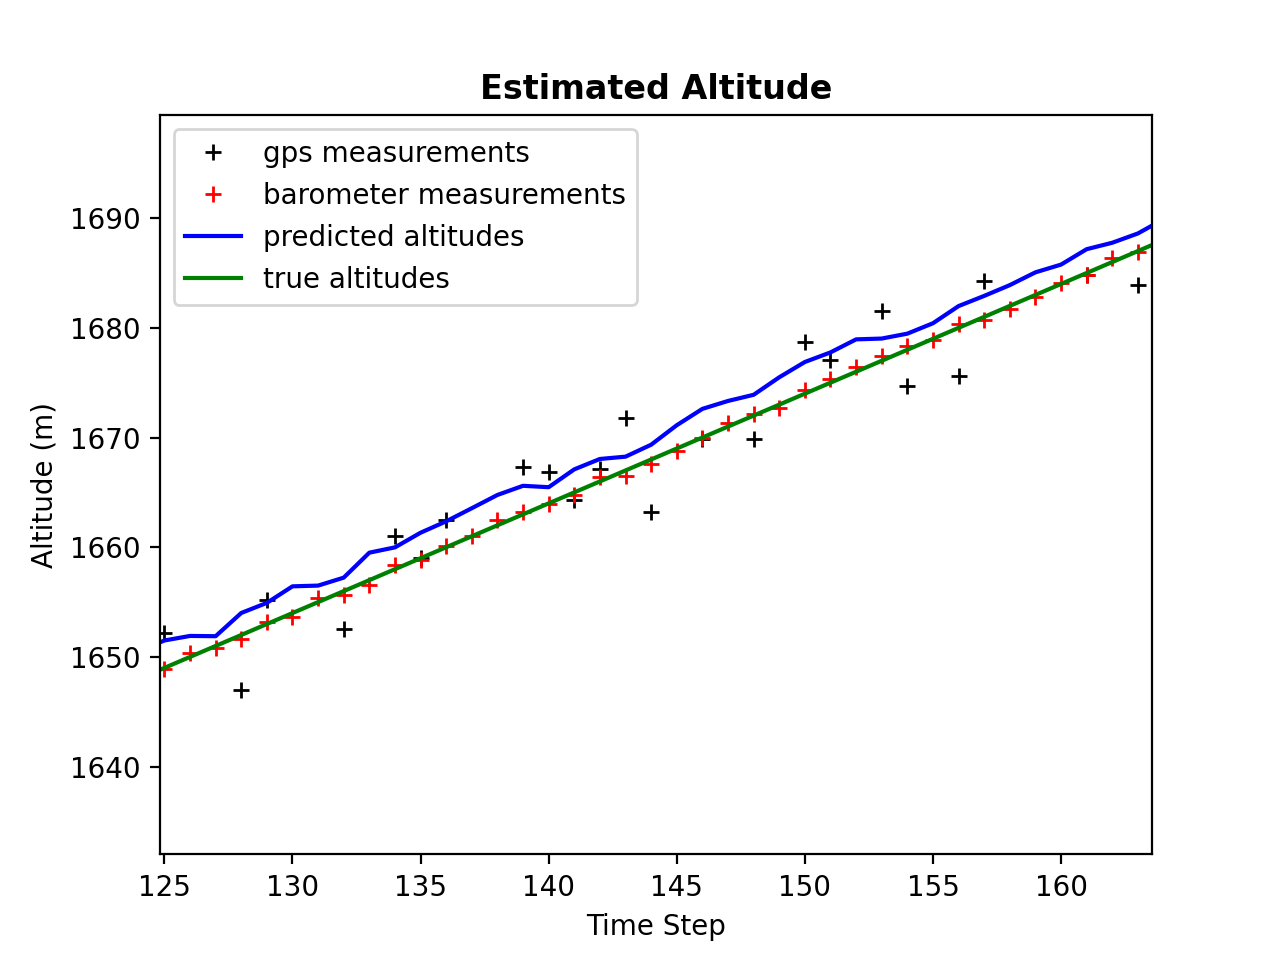 Estimated Altitude
gps measurements
barometer measurements
predicted altitudes
true altitudes
1690
1680
1670
1660
1650
1640
Altitude (m)
125 130 135 140 145 150 155 160
Time Step